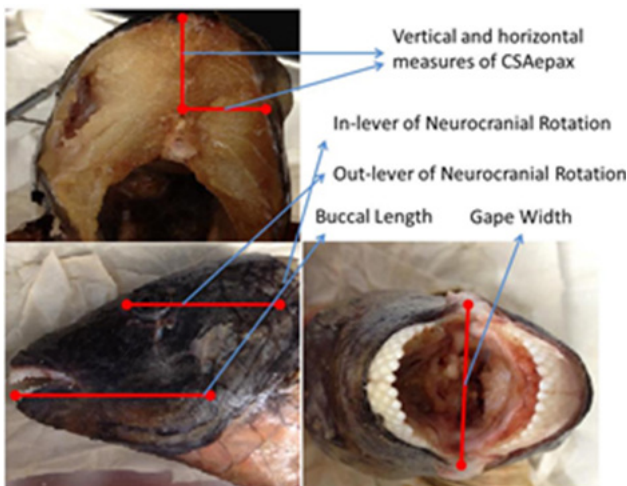 Vertical and horizontal
measures of CSAepax
In-lever of Neurocranial Rotation
Out-lever of Neurocranial Rotation
Buccal Length
Gape Width